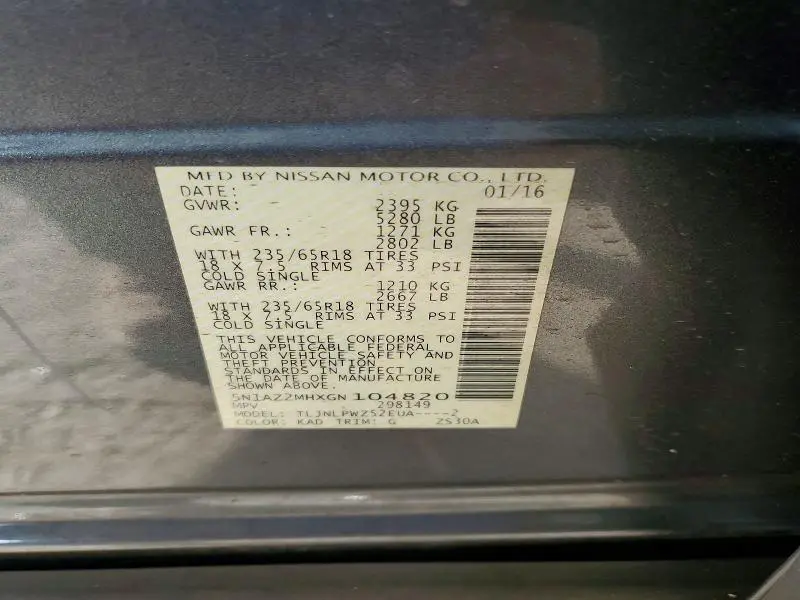 MFD BY NISSAN MOTOR CO., LTD.
DATE: 01/16
GVWR: 2395 KG
5280 LB
GAWR FR.: 1271 KG
2802 LB
WITH 235/65R18 TIRES
18 X 7.5 RIMS AT 33 PSI
COLD SINGLE
GAWR RR.: 1210 KG
2667 LB
WITH 235/65R18 TIRES
18 X 7.5 RIMS AT 33 PSI
COLD SINGLE
THIS VEHICLE CONFORMS TO
ALL APPLICABLE FEDERAL
MOTOR VEHICLE SAFETY AND
THEFT PREVENTION
STANDARDS IN EFFECT ON
THE DATE OF MANUFACTURE
SHOWN ABOVE.
5N1AZ2MHXGN 104820
MPV 298149
MODEL: TLJNLPWZ52EUA----2
COLOR: KAD TRIM: G ZS30A